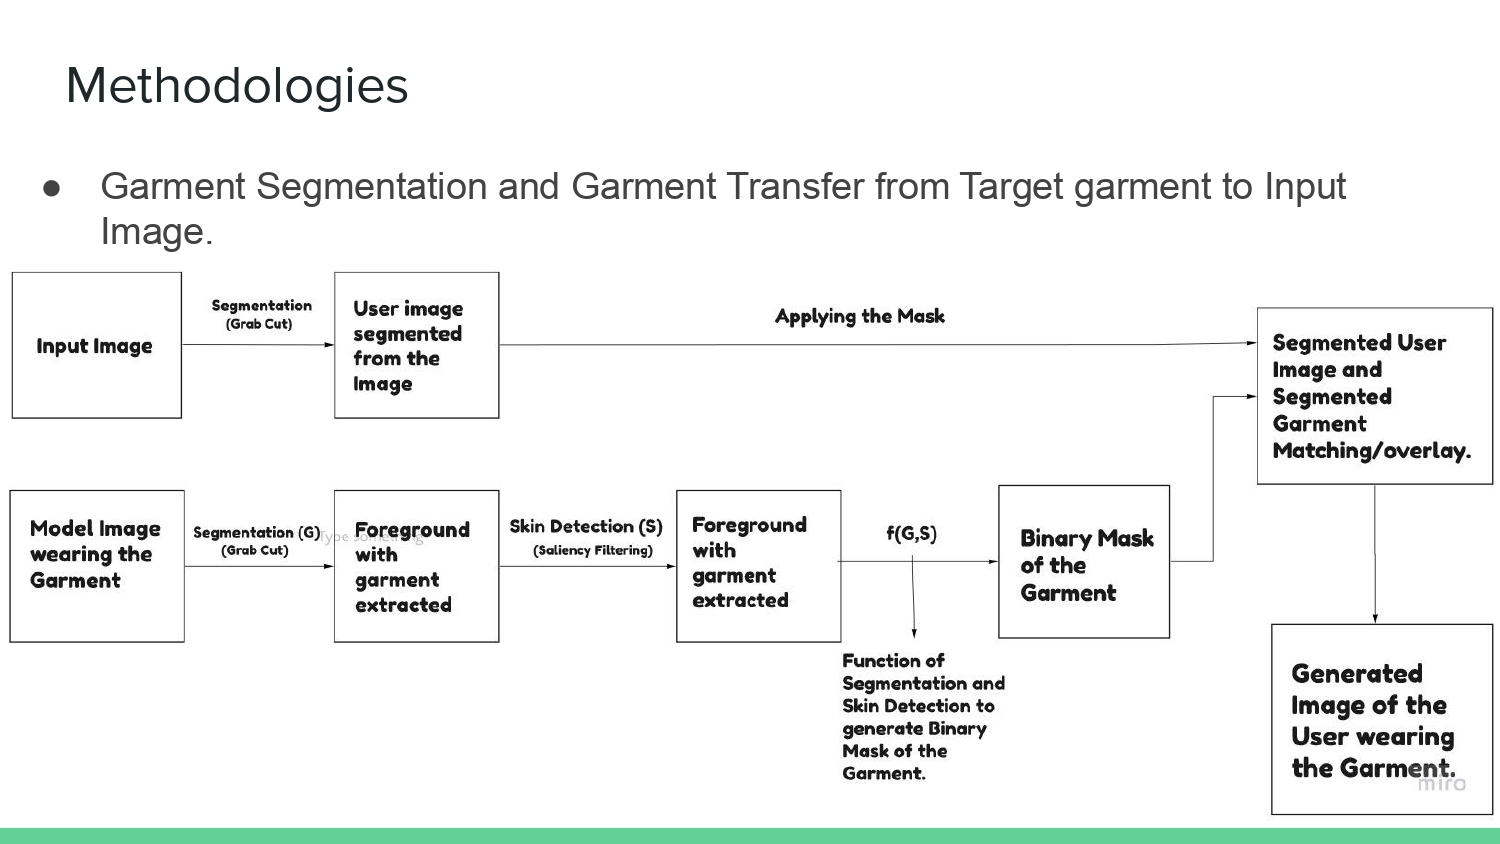 Methodologies
● Garment Segmentation and Garment Transfer from Target garment to Input
Image.
Input Image
Segmentation
(Grab Cut)
User image
segmented
from the
Image
Applying the Mask
Segmented User
Image and
Segmented
Garment
Matching/overlay.
Model Image
wearing the
Garment
Segmentation (G)
(Grab Cut)
Type something
Foreground
with
garment
extracted
Skin Detection (S)
(Saliency Filtering)
Foreground
with
garment
extracted
f(G,S)
Function of
Segmentation and
Skin Detection to
generate Binary
Mask of the
Garment.
Binary Mask
of the
Garment
Generated
Image of the
User wearing
the Garment.
miro